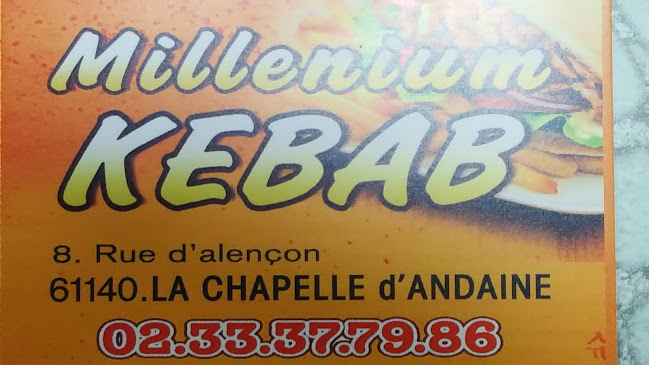 Millenium
KEBAB
8. Rue d'alençon
61140.LA CHAPELLE d'ANDAINE
02.33.37.79.86